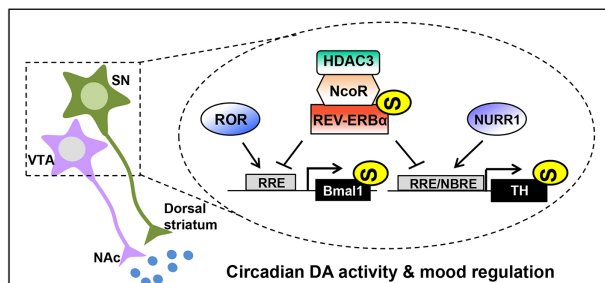 SN
VTA
Dorsal
striatum
NAc
HDAC3
NcoR
S
REV-ERBα
ROR
NURR1
RRE
Bmal1
S
RRE/NBRE
TH
S
Circadian DA activity & mood regulation